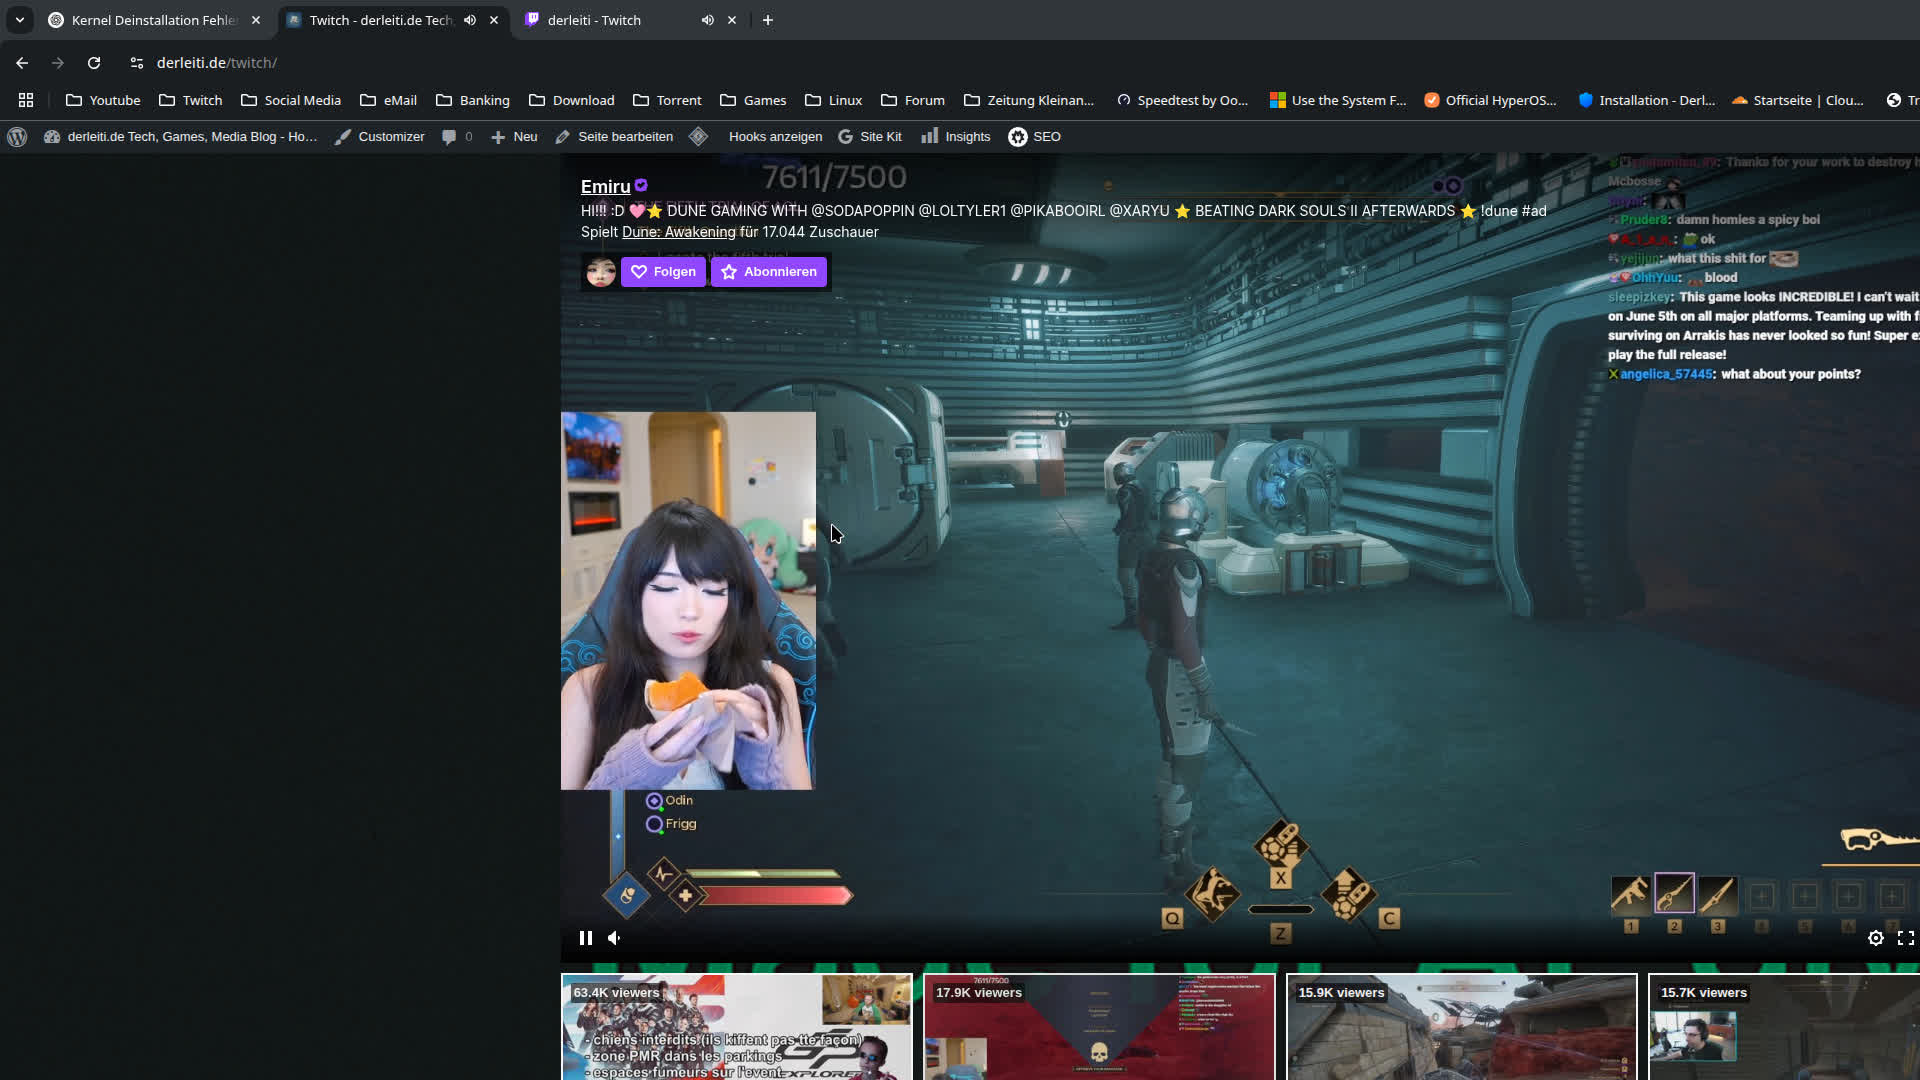 Kernel Deinstallation Fehle
Twitch - derleiti.de Tech,
derleiti - Twitch
derleiti.de/twitch/
Youtube
Twitch
Social Media
eMail
Banking
Download
Torrent
Games
Linux
Forum
Zeitung Kleinan...
Speedtest by Oo...
Use the System F...
Official HyperOS...
Installation - Derl...
Startseite | Clou...
Tr
derleiti.de Tech, Games, Media Blog - Ho...
Customizer
0
Neu
Seite bearbeiten
Hooks anzeigen
Site Kit
Insights
SEO
7611/7500
Emiru
HI!!! :D 🩷⭐ DUNE GAMING WITH @SODAPOPPIN @LOLTYLER1 @PIKABOOIRL @XARYU ⭐ BEATING DARK SOULS II AFTERWARDS ⭐ !dune #ad
Spielt Dune: Awakening für 17.044 Zuschauer
Folgen
Abonnieren
Thanks for your work to destroy h
Mcbosse
Pruder8: damn homies a spicy boi
ok
yejijun: what this shit for
OhhYuu: blood
sleepizkey: This game looks INCREDIBLE! I can't wait
on June 5th on all major platforms. Teaming up with f
surviving on Arrakis has never looked so fun! Super e
play the full release!
angelica_57445: what about your points?
Odin
Frigg
X
Q
C
Z
1
2
3
63.4K viewers
- chiens interdits (ils kiffent pas tte façon)
- zone PMR dans les parkings
- espaces fumeurs sur l'event
GP
EXPLORER
17.9K viewers
7611/7500
15.9K viewers
15.7K viewers